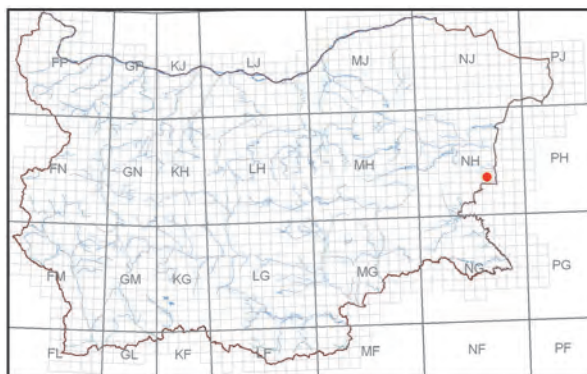 FP GP KJ LJ MJ NJ PJ
FN GN KH LH MH NH PH
FM GM KG LG MG NG PG
FL GL KF LF MF NF PF